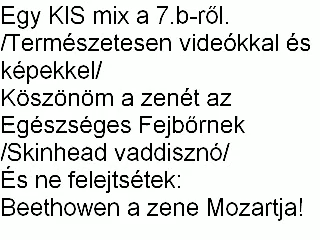 Egy KIS mix a 7.b-ről.
/Természetesen videókkal és
képekkel/
Köszönöm a zenét az
Egészséges Fejbőrnek
/Skinhead vaddisznó/
És ne felejtsétek:
Beethowen a zene Mozartja!